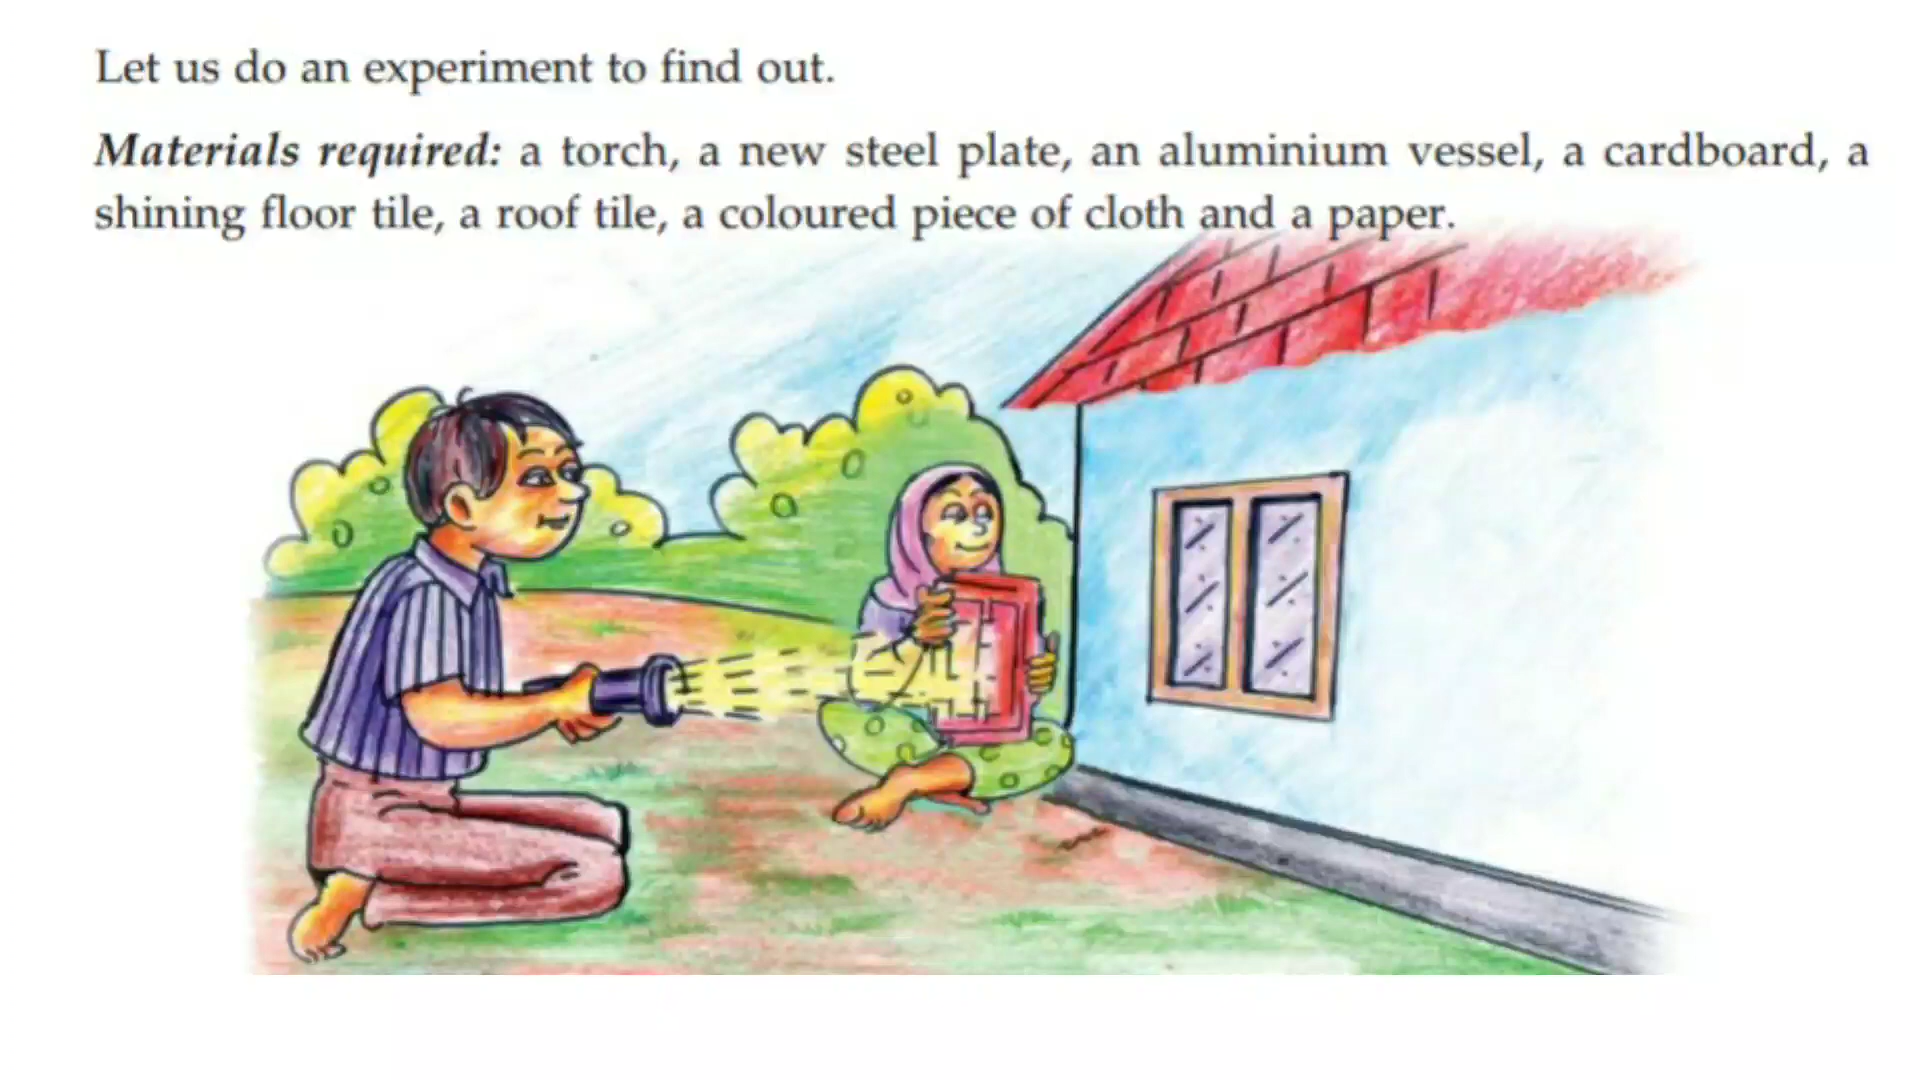 Let us do an experiment to find out.
Materials required: a torch, a new steel plate, an aluminium vessel, a cardboard, a
shining floor tile, a roof tile, a coloured piece of cloth and a paper.